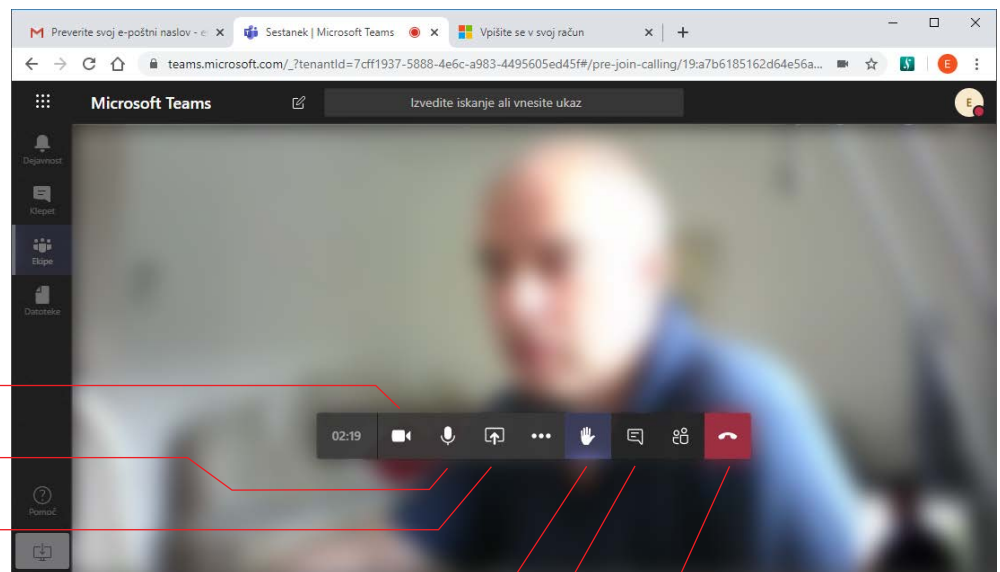 Preverite svoj e-poštni naslov - e
Sestanek | Microsoft Teams
Vpišite se v svoj račun
teams.microsoft.com/_?tenantId=7cff1937-5888-4e6c-a983-4495605ed45f#/pre-join-calling/19:a7b6185162d64e56a...
S
E
Microsoft Teams
Izvedite iskanje ali vnesite ukaz
E
Dejavnost
Klepet
Ekipe
Datoteke
02:19
Pomoč